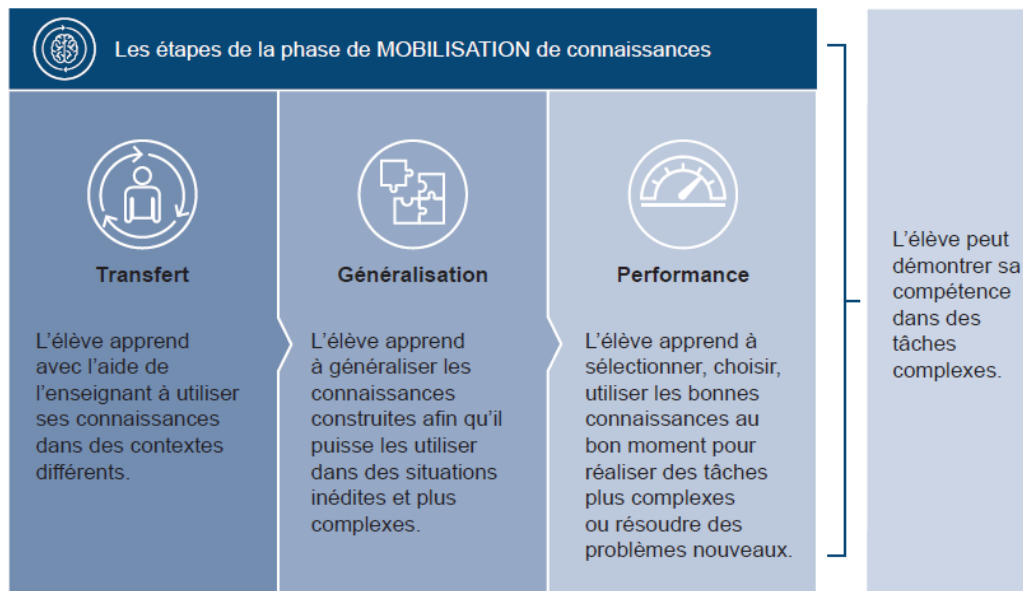 Les étapes de la phase de MOBILISATION de connaissances
Transfert
L’élève apprend
avec l’aide de
l’enseignant à utiliser
ses connaissances
dans des contextes
différents.
Généralisation
L’élève apprend
à généraliser les
connaissances
construites afin qu’il
puisse les utiliser
dans des situations
inédites et plus
complexes.
Performance
L’élève apprend à
sélectionner, choisir,
utiliser les bonnes
connaissances au
bon moment pour
réaliser des tâches
plus complexes
ou résoudre des
problèmes nouveaux.
L’élève peut
démontrer sa
compétence
dans des
tâches
complexes.